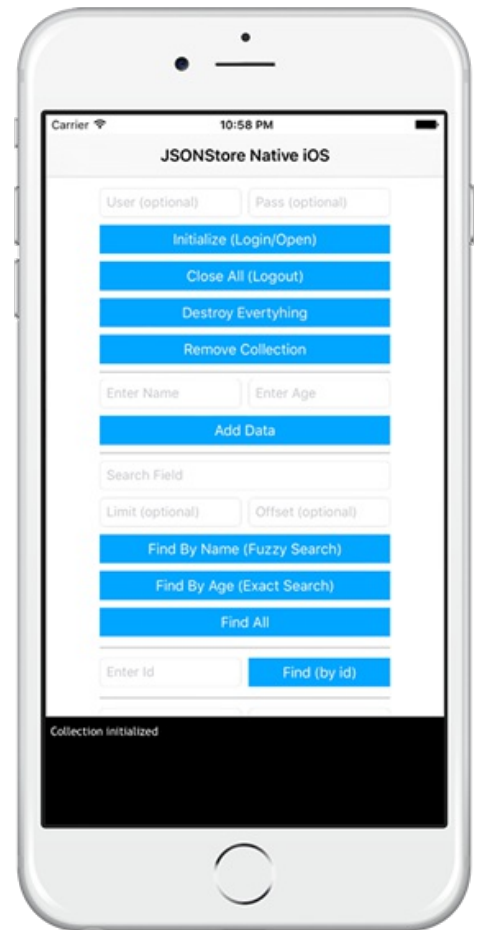 Carrier 10:58 PM
JSONStore Native iOS
User (optional) Pass (optional)
Initialize (Login/Open)
Close All (Logout)
Destroy Evertyhing
Remove Collection
Enter Name Enter Age
Add Data
Search Field
Limit (optional) Offset (optional)
Find By Name (Fuzzy Search)
Find By Age (Exact Search)
Find All
Enter Id Find (by id)
Collection initialized